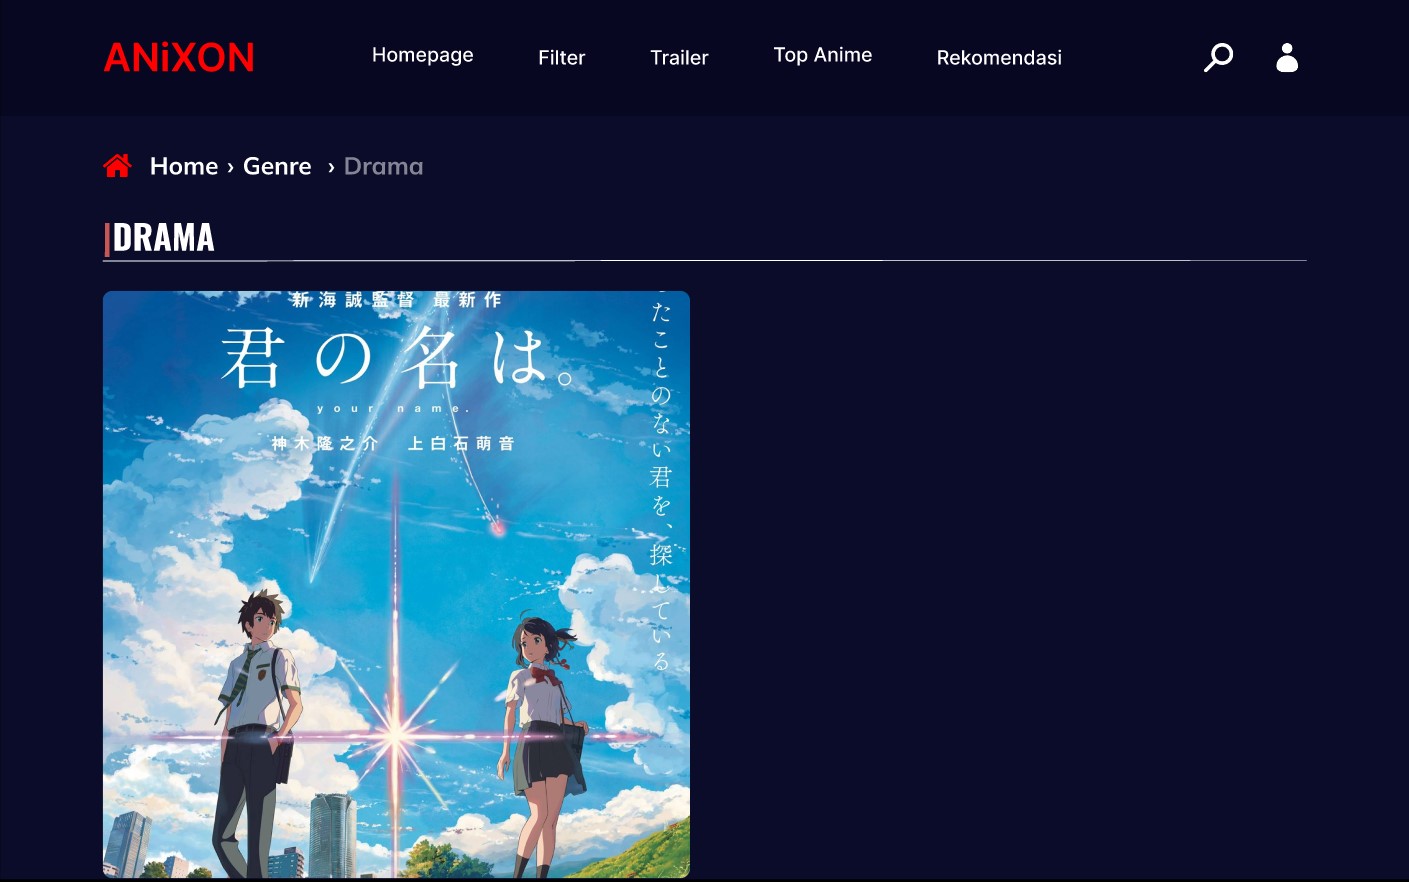 ANiXON
Homepage
Filter
Trailer
Top Anime
Rekomendasi
Home › Genre › Drama
DRAMA
新海誠監督 最新作
君の名は。
your name.
神木隆之介 上白石萌音
たことのない君を、探している